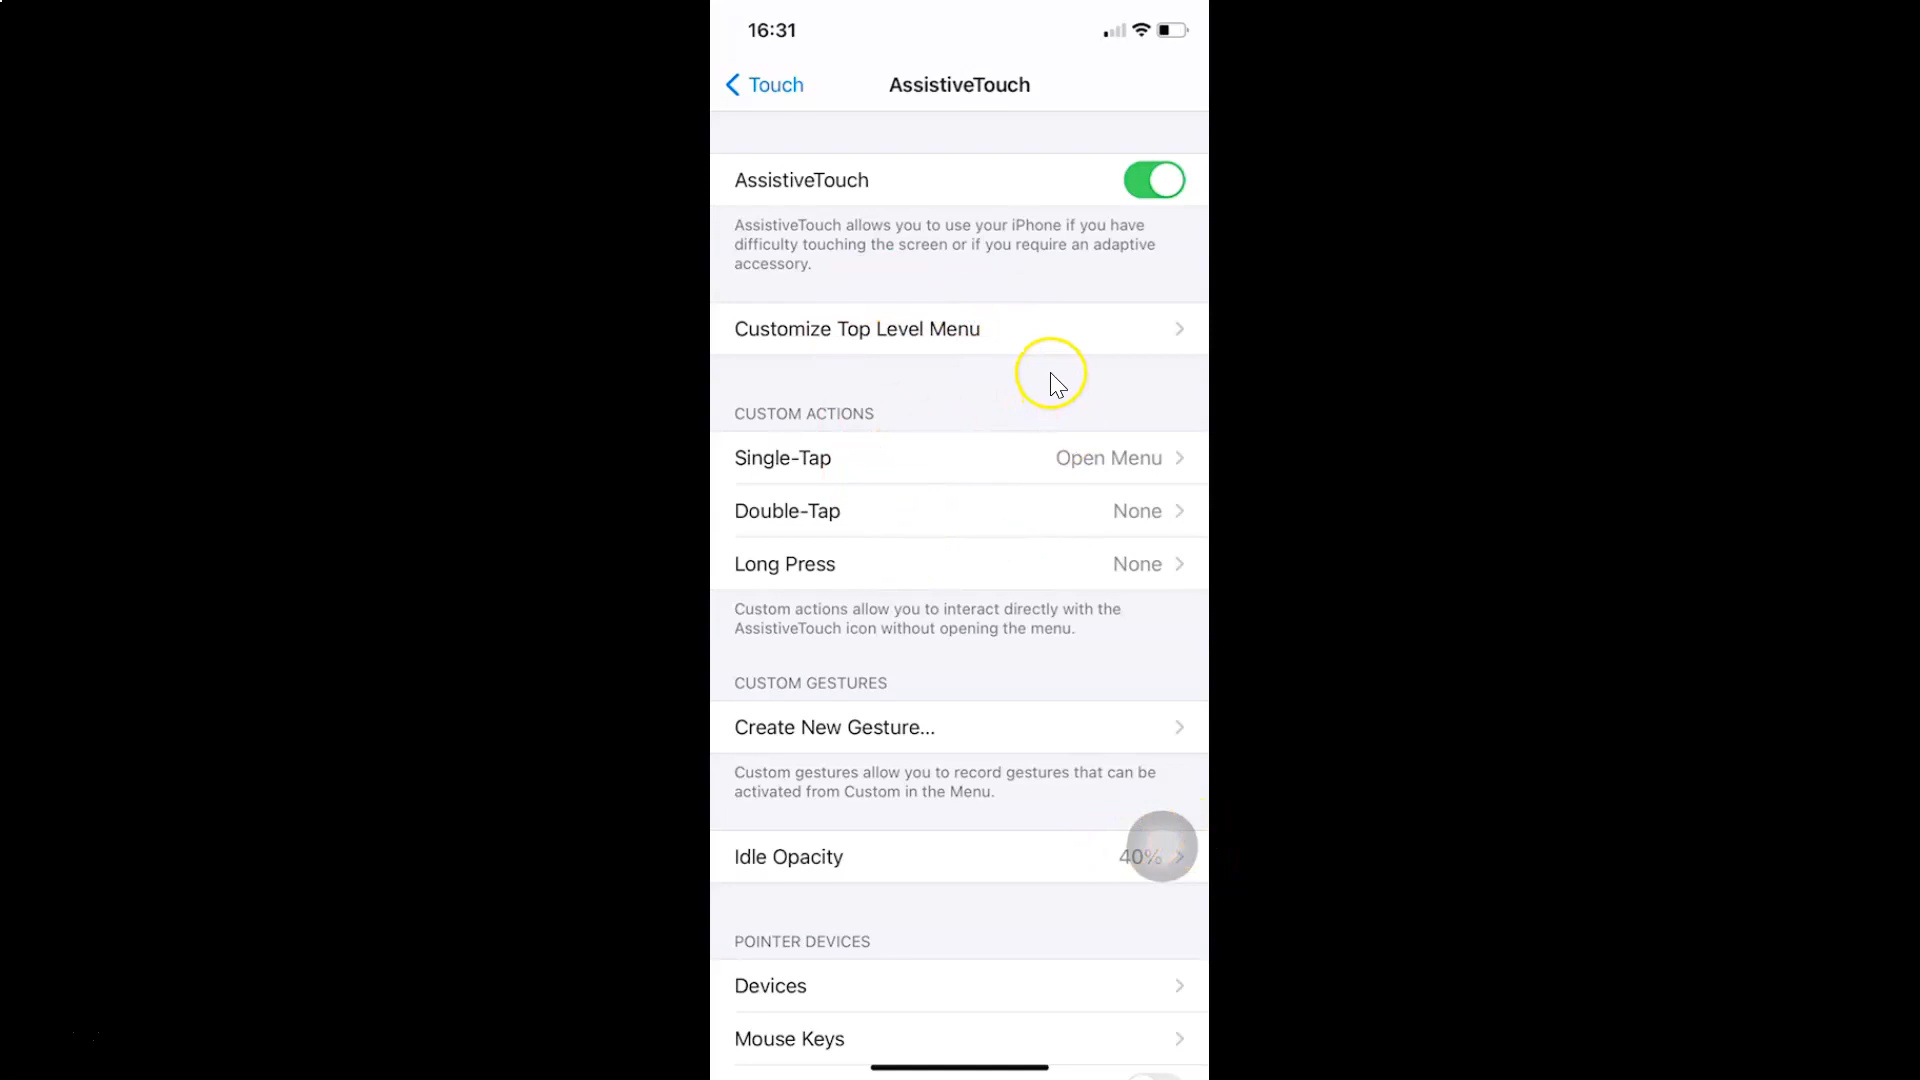 16:31
Touch
AssistiveTouch
AssistiveTouch
AssistiveTouch allows you to use your iPhone if you have
difficulty touching the screen or if you require an adaptive
accessory.
Customize Top Level Menu
CUSTOM ACTIONS
Single-Tap Open Menu
Double-Tap None
Long Press None
Custom actions allow you to interact directly with the
AssistiveTouch icon without opening the menu.
CUSTOM GESTURES
Create New Gesture...
Custom gestures allow you to record gestures that can be
activated from Custom in the Menu.
Idle Opacity 40%
POINTER DEVICES
Devices
Mouse Keys